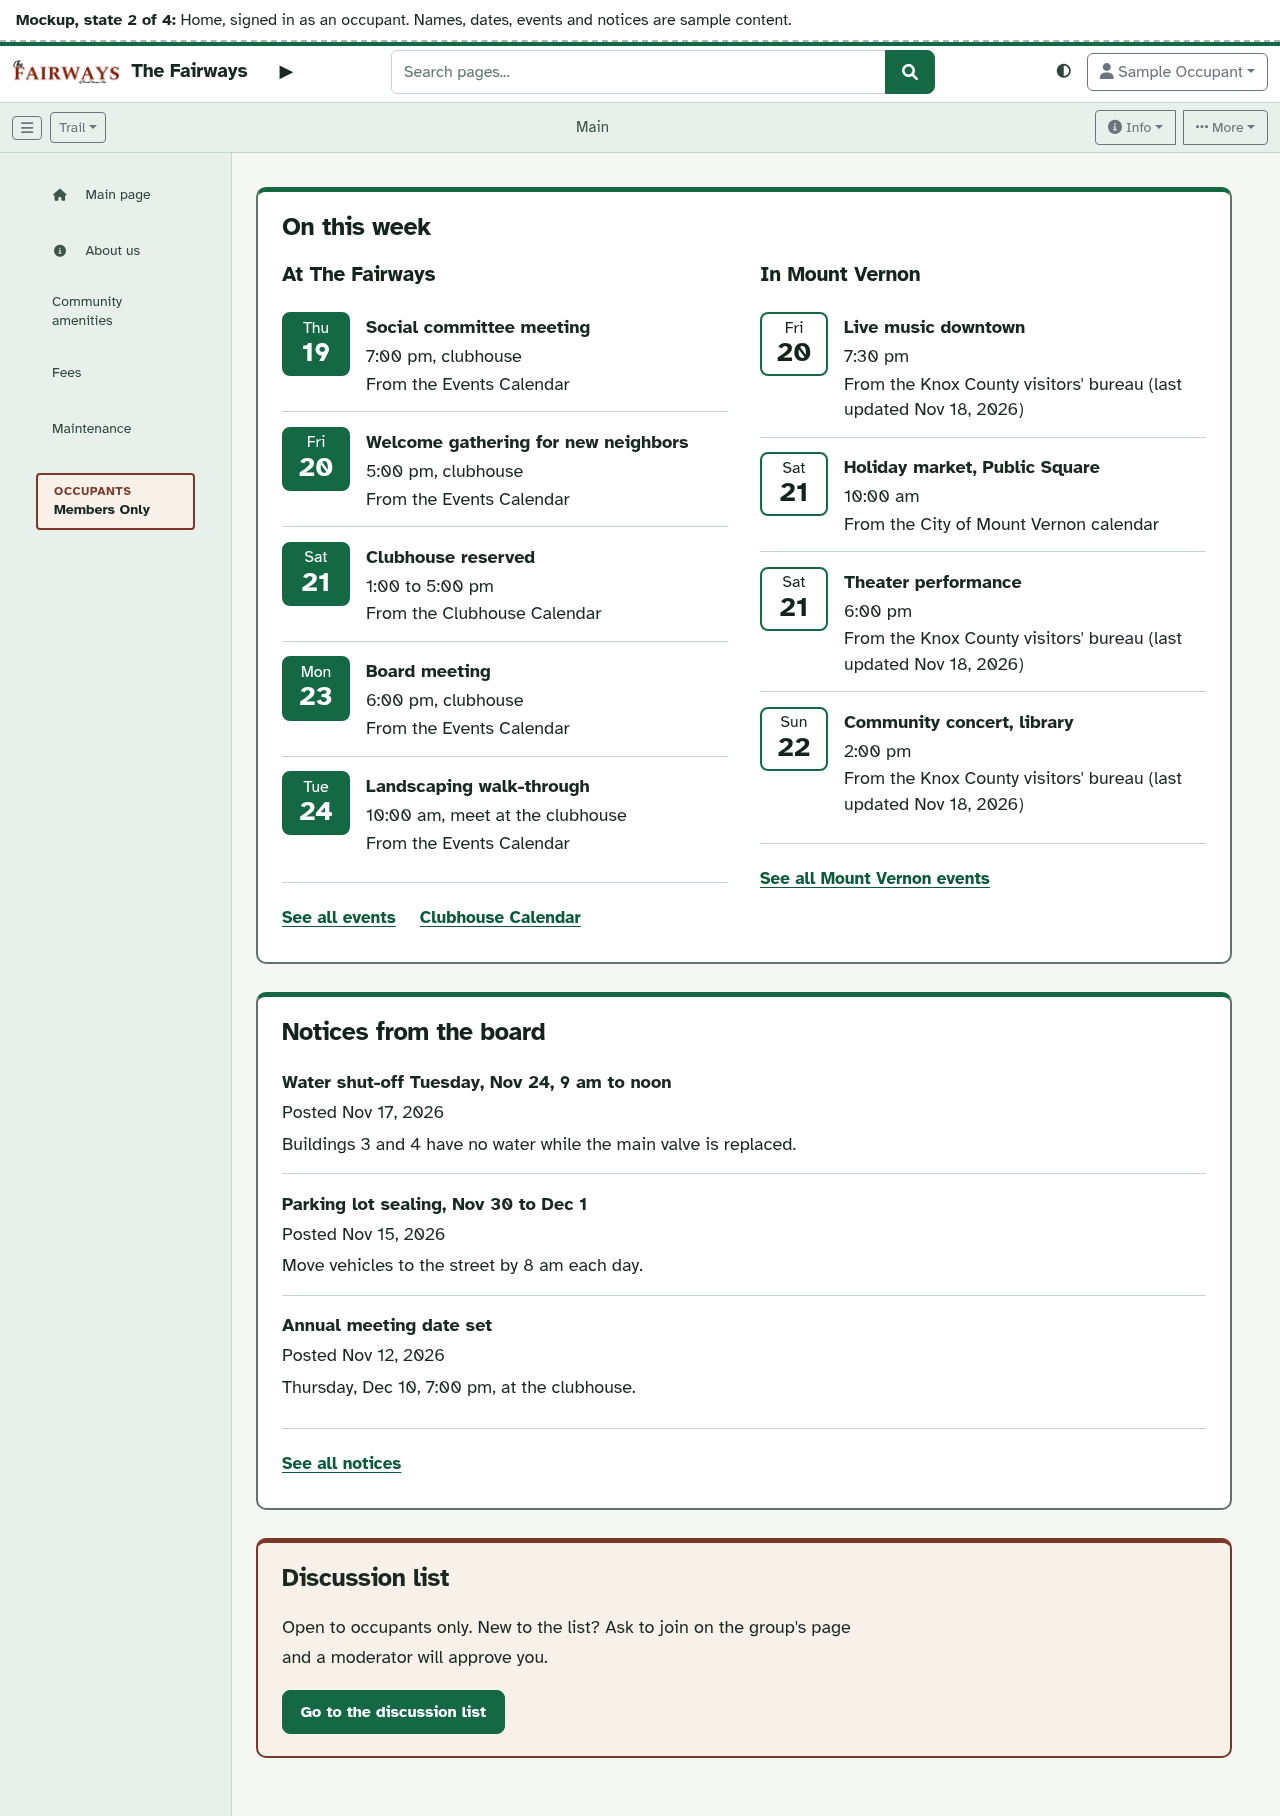 Mockup, state 2 of 4: Home, signed in as an occupant. Names, dates, events and notices are sample content.
The FAIRWAYS
The Fairways
Search pages...
Sample Occupant
Trail
Main
Info
More
Main page
About us
Community
amenities
Fees
Maintenance
OCCUPANTS
Members Only
On this week
At The Fairways
Thu
19
Social committee meeting
7:00 pm, clubhouse
From the Events Calendar
Fri
20
Welcome gathering for new neighbors
5:00 pm, clubhouse
From the Events Calendar
Sat
21
Clubhouse reserved
1:00 to 5:00 pm
From the Clubhouse Calendar
Mon
23
Board meeting
6:00 pm, clubhouse
From the Events Calendar
Tue
24
Landscaping walk-through
10:00 am, meet at the clubhouse
From the Events Calendar
See all events
Clubhouse Calendar
In Mount Vernon
Fri
20
Live music downtown
7:30 pm
From the Knox County visitors' bureau (last
updated Nov 18, 2026)
Sat
21
Holiday market, Public Square
10:00 am
From the City of Mount Vernon calendar
Sat
21
Theater performance
6:00 pm
From the Knox County visitors' bureau (last
updated Nov 18, 2026)
Sun
22
Community concert, library
2:00 pm
From the Knox County visitors' bureau (last
updated Nov 18, 2026)
See all Mount Vernon events
Notices from the board
Water shut-off Tuesday, Nov 24, 9 am to noon
Posted Nov 17, 2026
Buildings 3 and 4 have no water while the main valve is replaced.
Parking lot sealing, Nov 30 to Dec 1
Posted Nov 15, 2026
Move vehicles to the street by 8 am each day.
Annual meeting date set
Posted Nov 12, 2026
Thursday, Dec 10, 7:00 pm, at the clubhouse.
See all notices
Discussion list
Open to occupants only. New to the list? Ask to join on the group's page
and a moderator will approve you.
Go to the discussion list